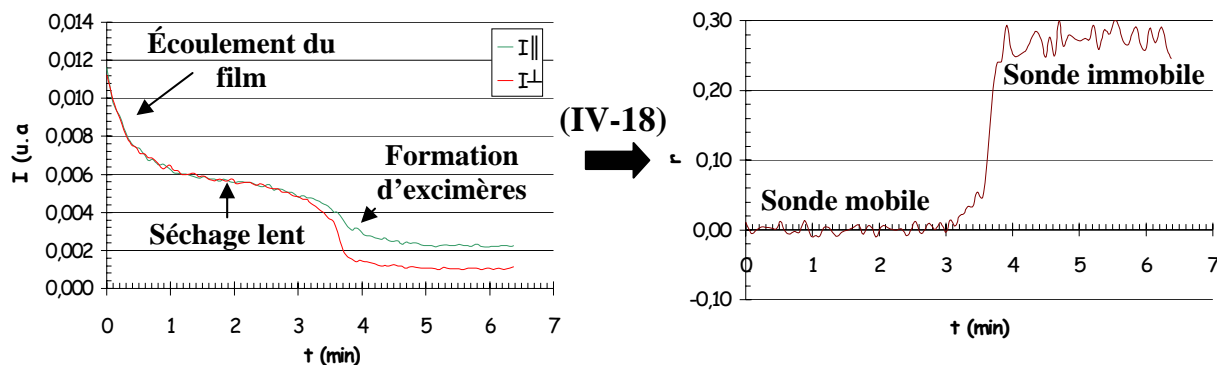 0,014
0,012
0,010
0,008
0,006
0,004
0,002
0,000
I (u.a
0 1 2 3 4 5 6 7
t (min)
Écoulement du
film
I∥
I⊥
Séchage lent
Formation
d'excimères
(IV-18)
0,30
0,20
0,10
0,00
-0,10
r
Sonde immobile
Sonde mobile
0 1 2 3 4 5 6 7
t (min)